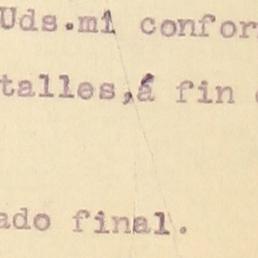 Uds.mi confor
talles,á fin
ado final.